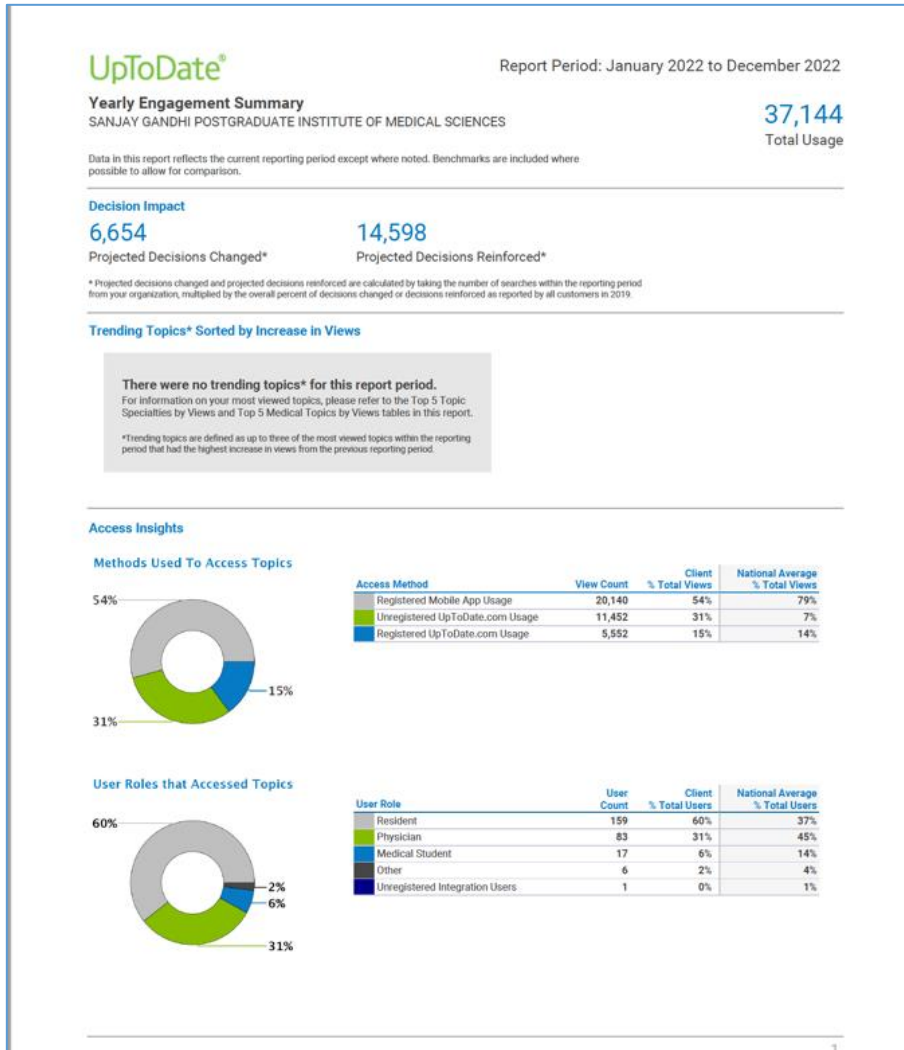 UpToDate®
Report Period: January 2022 to December 2022
Yearly Engagement Summary
SANJAY GANDHI POSTGRADUATE INSTITUTE OF MEDICAL SCIENCES
37,144
Total Usage
Data in this report reflects the current reporting period except where noted. Benchmarks are included where
possible to allow for comparison.
Decision Impact
6,654 14,598
Projected Decisions Changed* Projected Decisions Reinforced*
* Projected decisions changed and projected decisions reinforced are calculated by taking the number of searches within the reporting period
from your organization, multiplied by the overall percent of decisions changed or decisions reinforced as reported by all customers in 2019.
Trending Topics* Sorted by Increase in Views
There were no trending topics* for this report period.
For information on your most viewed topics, please refer to the Top 5 Topic
Specialties by Views and Top 5 Medical Topics by Views tables in this report.
*Trending topics are defined as up to three of the most viewed topics within the reporting
period that had the highest increase in views from the previous reporting period.
Access Insights
Methods Used To Access Topics
54%
15%
31%
Access Method View Count Client % Total Views National Average % Total Views
Registered Mobile App Usage 20,140 54% 79%
Unregistered UpToDate.com Usage 11,452 31% 7%
Registered UpToDate.com Usage 5,552 15% 14%
User Roles that Accessed Topics
60%
2%
6%
31%
User Role User Count Client % Total Users National Average % Total Users
Resident 159 60% 37%
Physician 83 31% 45%
Medical Student 17 6% 14%
Other 6 2% 4%
Unregistered Integration Users 1 0% 1%